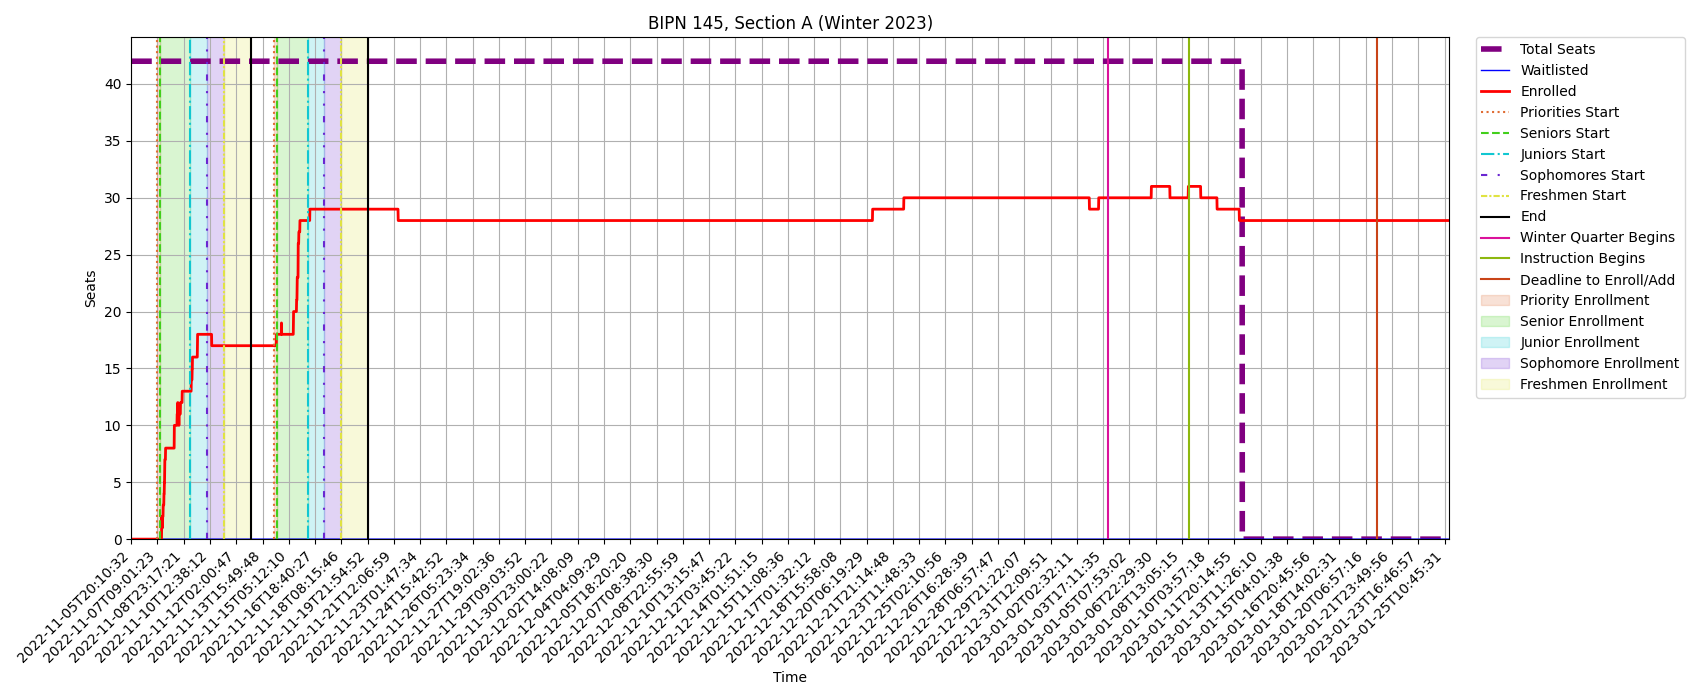 BIPN 145, Section A (Winter 2023)
Seats
40
35
30
25
20
15
10
5
0
2022-11-05T20:10:32
2022-11-07T09:01:23
2022-11-08T23:17:21
2022-11-10T12:38:12
2022-11-12T02:00:47
2022-11-13T15:49:48
2022-11-15T05:12:10
2022-11-16T18:40:27
2022-11-18T08:15:46
2022-11-19T21:54:52
2022-11-21T12:06:59
2022-11-23T01:47:34
2022-11-24T15:42:52
2022-11-26T05:23:34
2022-11-27T19:02:36
2022-11-29T09:03:52
2022-11-30T23:00:22
2022-12-02T14:08:09
2022-12-04T04:09:29
2022-12-05T18:20:20
2022-12-07T08:38:30
2022-12-08T22:55:59
2022-12-10T13:15:47
2022-12-12T03:45:22
2022-12-14T01:51:15
2022-12-15T11:08:36
2022-12-17T01:32:12
2022-12-18T15:58:08
2022-12-20T06:19:29
2022-12-21T21:14:48
2022-12-23T11:48:33
2022-12-25T02:10:56
2022-12-26T16:28:39
2022-12-28T06:57:47
2022-12-29T21:22:07
2022-12-31T12:09:51
2023-01-02T02:32:11
2023-01-03T17:11:35
2023-01-05T07:53:02
2023-01-06T22:29:30
2023-01-08T13:05:15
2023-01-10T03:57:18
2023-01-11T20:14:55
2023-01-13T11:26:10
2023-01-15T04:01:38
2023-01-16T20:45:56
2023-01-18T14:02:31
2023-01-20T06:57:16
2023-01-21T23:49:56
2023-01-23T16:46:57
2023-01-25T10:45:31
Time
Total Seats
Waitlisted
Enrolled
Priorities Start
Seniors Start
Juniors Start
Sophomores Start
Freshmen Start
End
Winter Quarter Begins
Instruction Begins
Deadline to Enroll/Add
Priority Enrollment
Senior Enrollment
Junior Enrollment
Sophomore Enrollment
Freshmen Enrollment